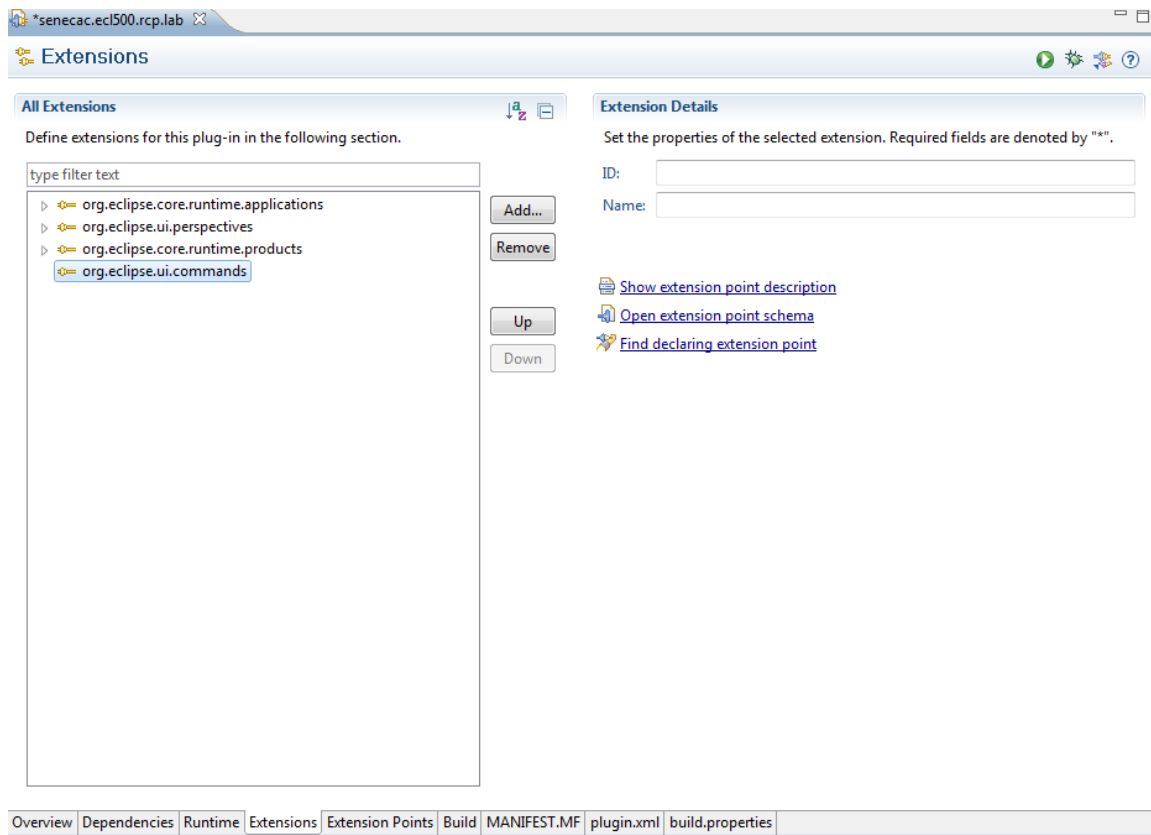 *senecac.ecl500.rcp.lab
Extensions
All Extensions
Define extensions for this plug-in in the following section.
type filter text
org.eclipse.core.runtime.applications
org.eclipse.ui.perspectives
org.eclipse.core.runtime.products
org.eclipse.ui.commands
Add...
Remove
Up
Down
Extension Details
Set the properties of the selected extension. Required fields are denoted by "*".
ID:
Name:
Show extension point description
Open extension point schema
Find declaring extension point
Overview Dependencies Runtime Extensions Extension Points Build MANIFEST.MF plugin.xml build.properties